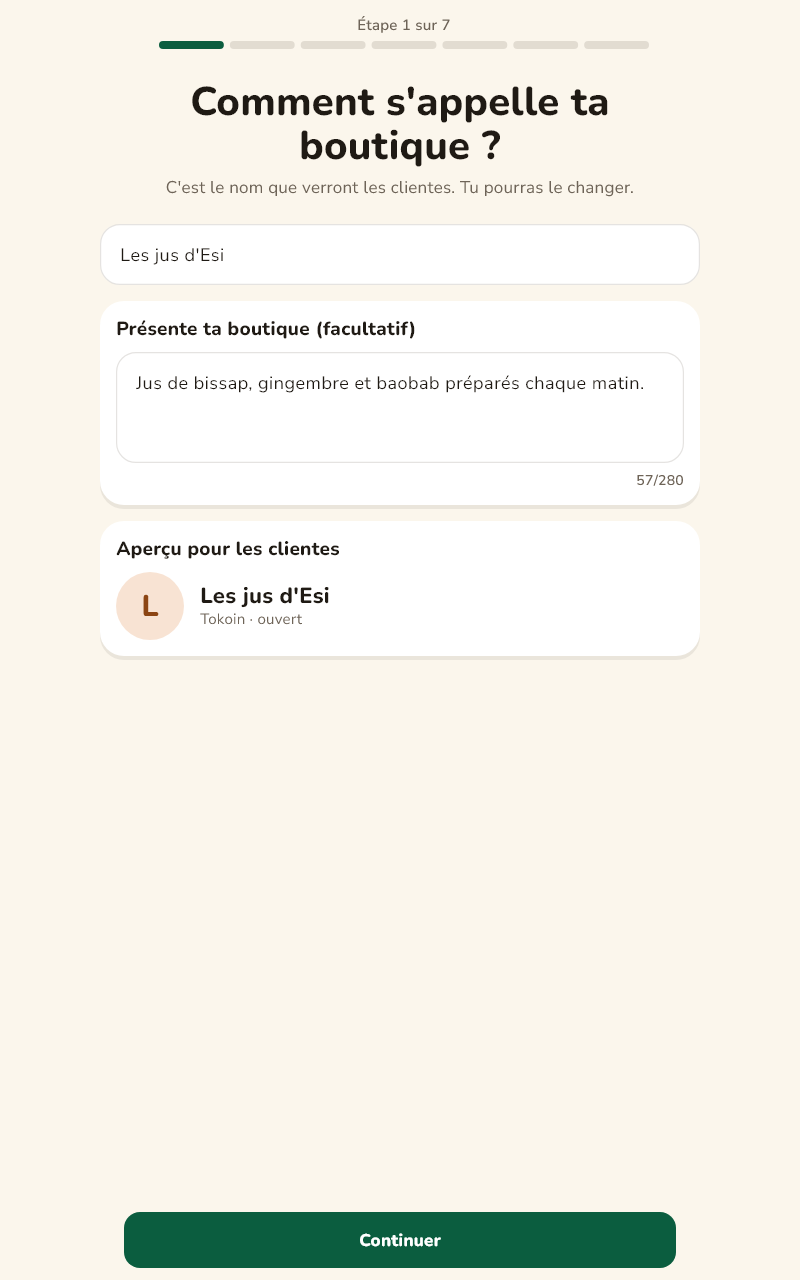 Étape 1 sur 7
Comment s'appelle ta
boutique ?
C'est le nom que verront les clientes. Tu pourras le changer.
Les jus d'Esi
Présente ta boutique (facultatif)
Jus de bissap, gingembre et baobab préparés chaque matin.
57/280
Aperçu pour les clientes
L
Les jus d'Esi
Tokoin · ouvert
Continuer